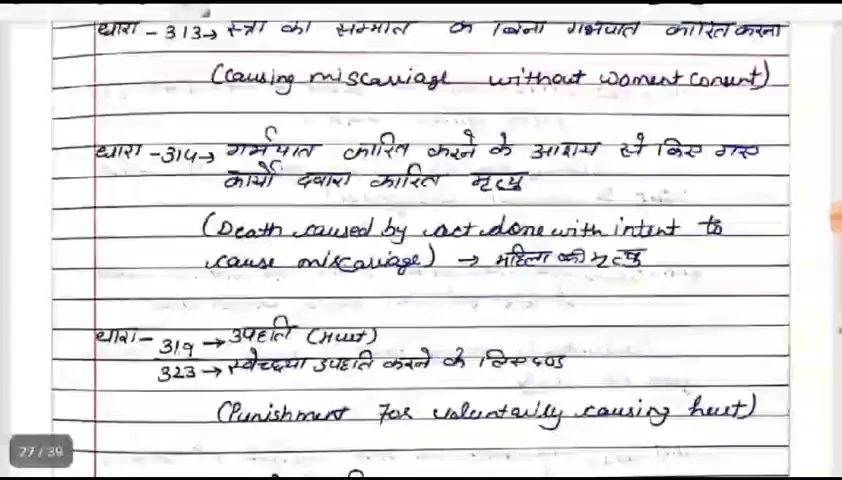 धारा - 313→ स्त्री की सम्मति के बिना गर्भपात कारित करना
(Causing miscarriage without woment consent)
धारा -314→ गर्भपात कारित करने के आशय से किए गए
कार्यो दवारा कारित मृत्यु
(Death caused by act done with intent to
cause miscarriage) → महिला की मृत्यु
धारा - 319 → उपहति (Hurt)
323 → स्वेच्छया उपहति करने के लिए दण्ड
(Punishment for voluntarily causing hurt)
27 / 39